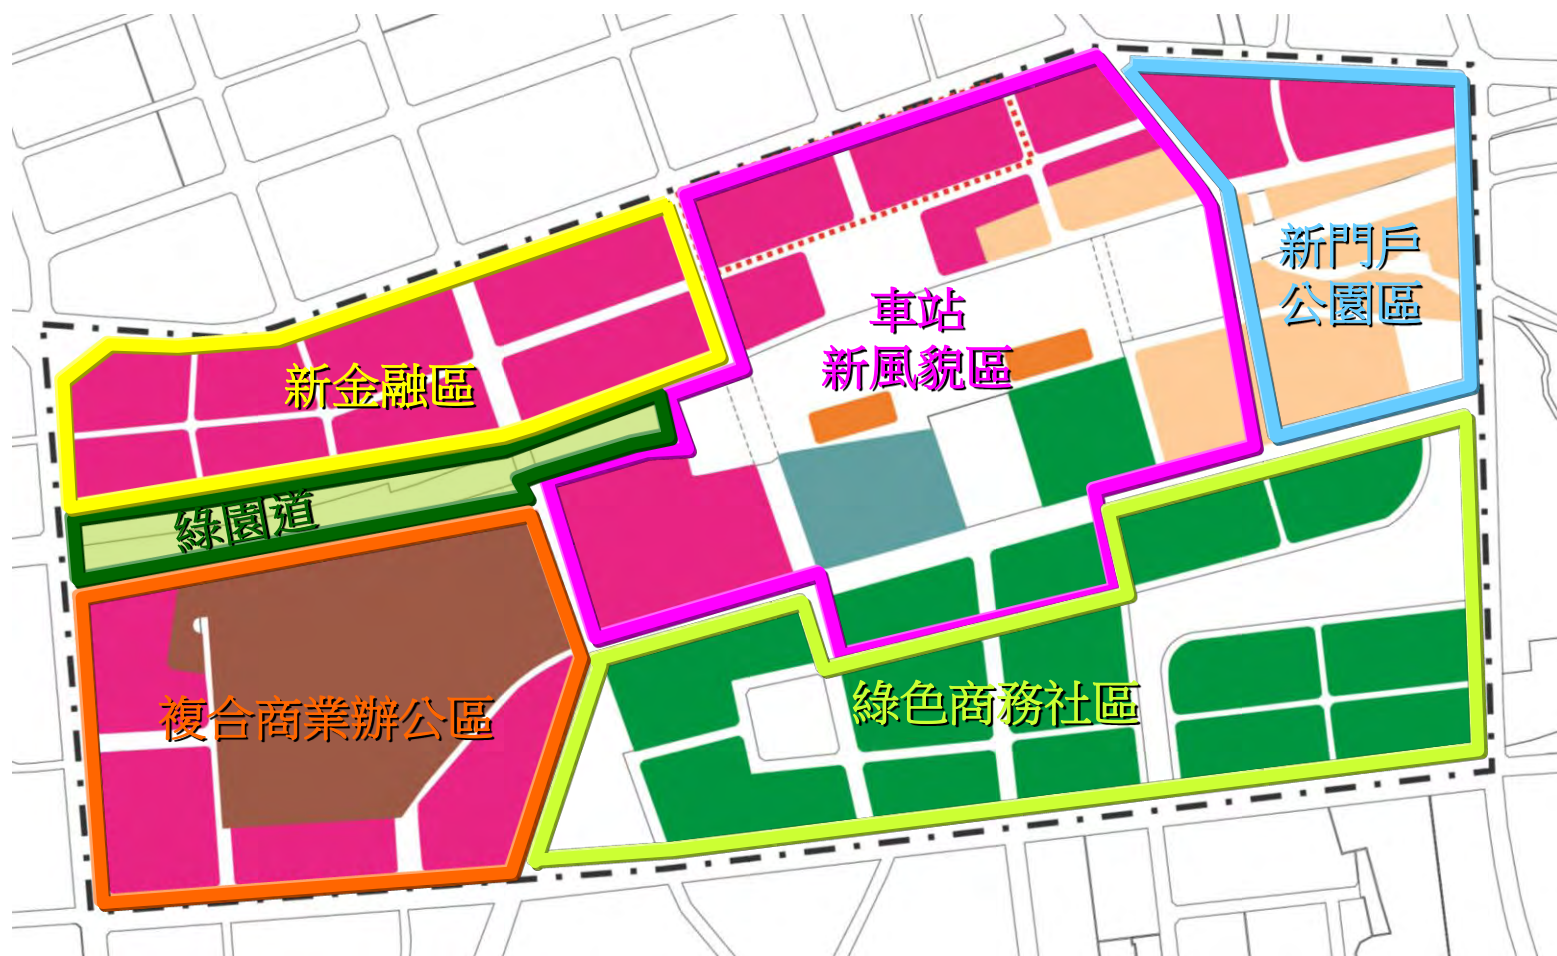 新門戶
公園區
車站
新風貌區
新金融區
綠園道
複合商業辦公區
綠色商務社區